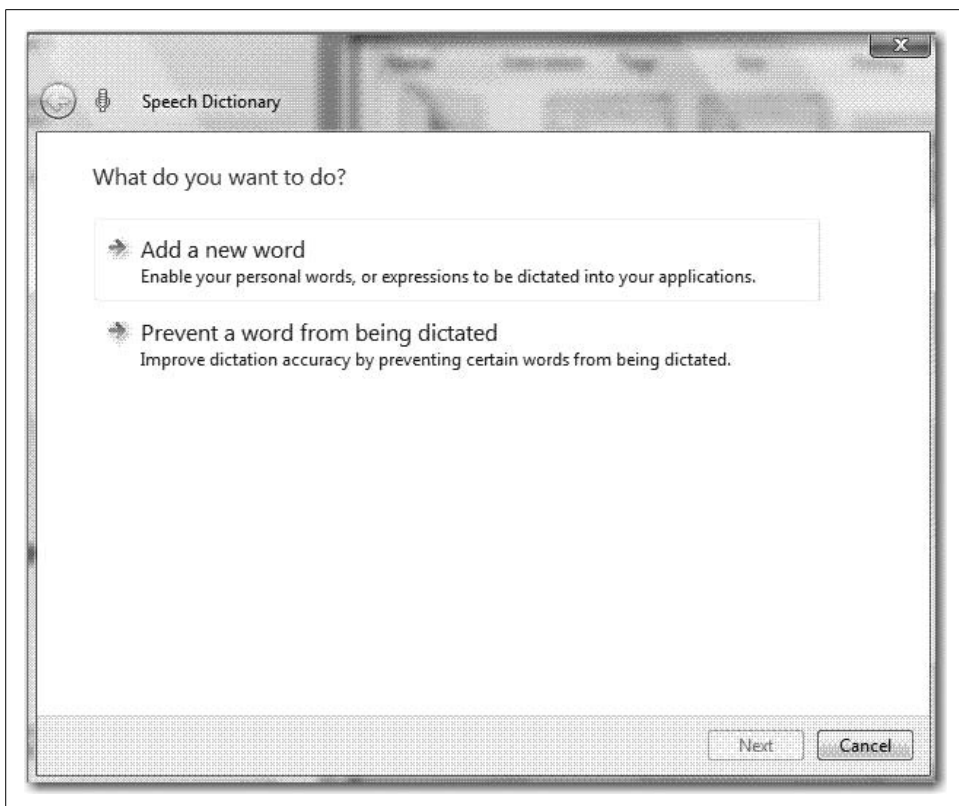 Speech Dictionary
What do you want to do?
Add a new word
Enable your personal words, or expressions to be dictated into your applications.
Prevent a word from being dictated
Improve dictation accuracy by preventing certain words from being dictated.
Next
Cancel